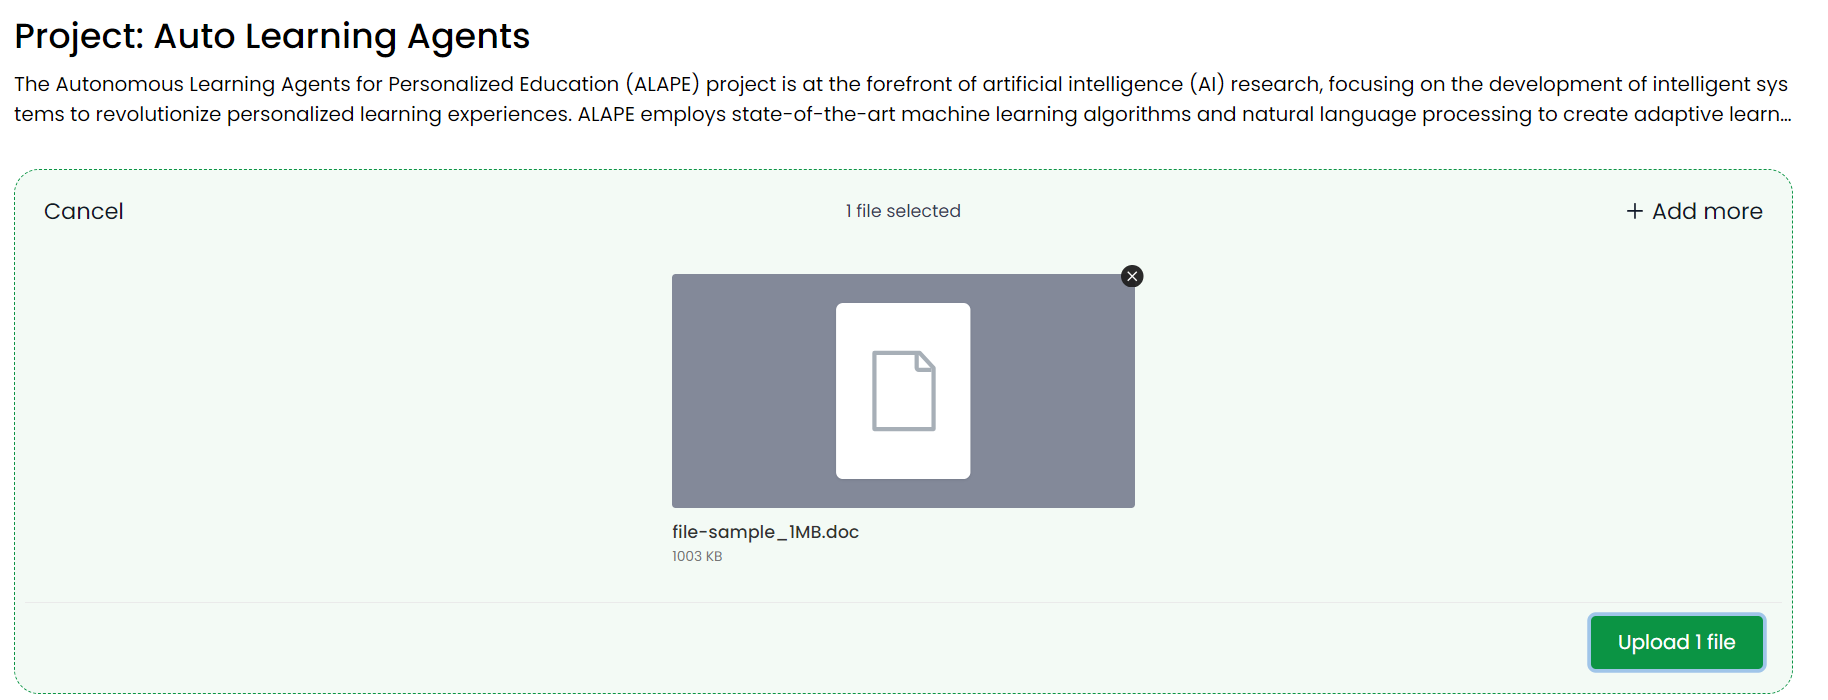 Project: Auto Learning Agents
The Autonomous Learning Agents for Personalized Education (ALAPE) project is at the forefront of artificial intelligence (AI) research, focusing on the development of intelligent sys
tems to revolutionize personalized learning experiences. ALAPE employs state-of-the-art machine learning algorithms and natural language processing to create adaptive learn...
Cancel
1 file selected
+ Add more
file-sample_1MB.doc
1003 KB
Upload 1 file